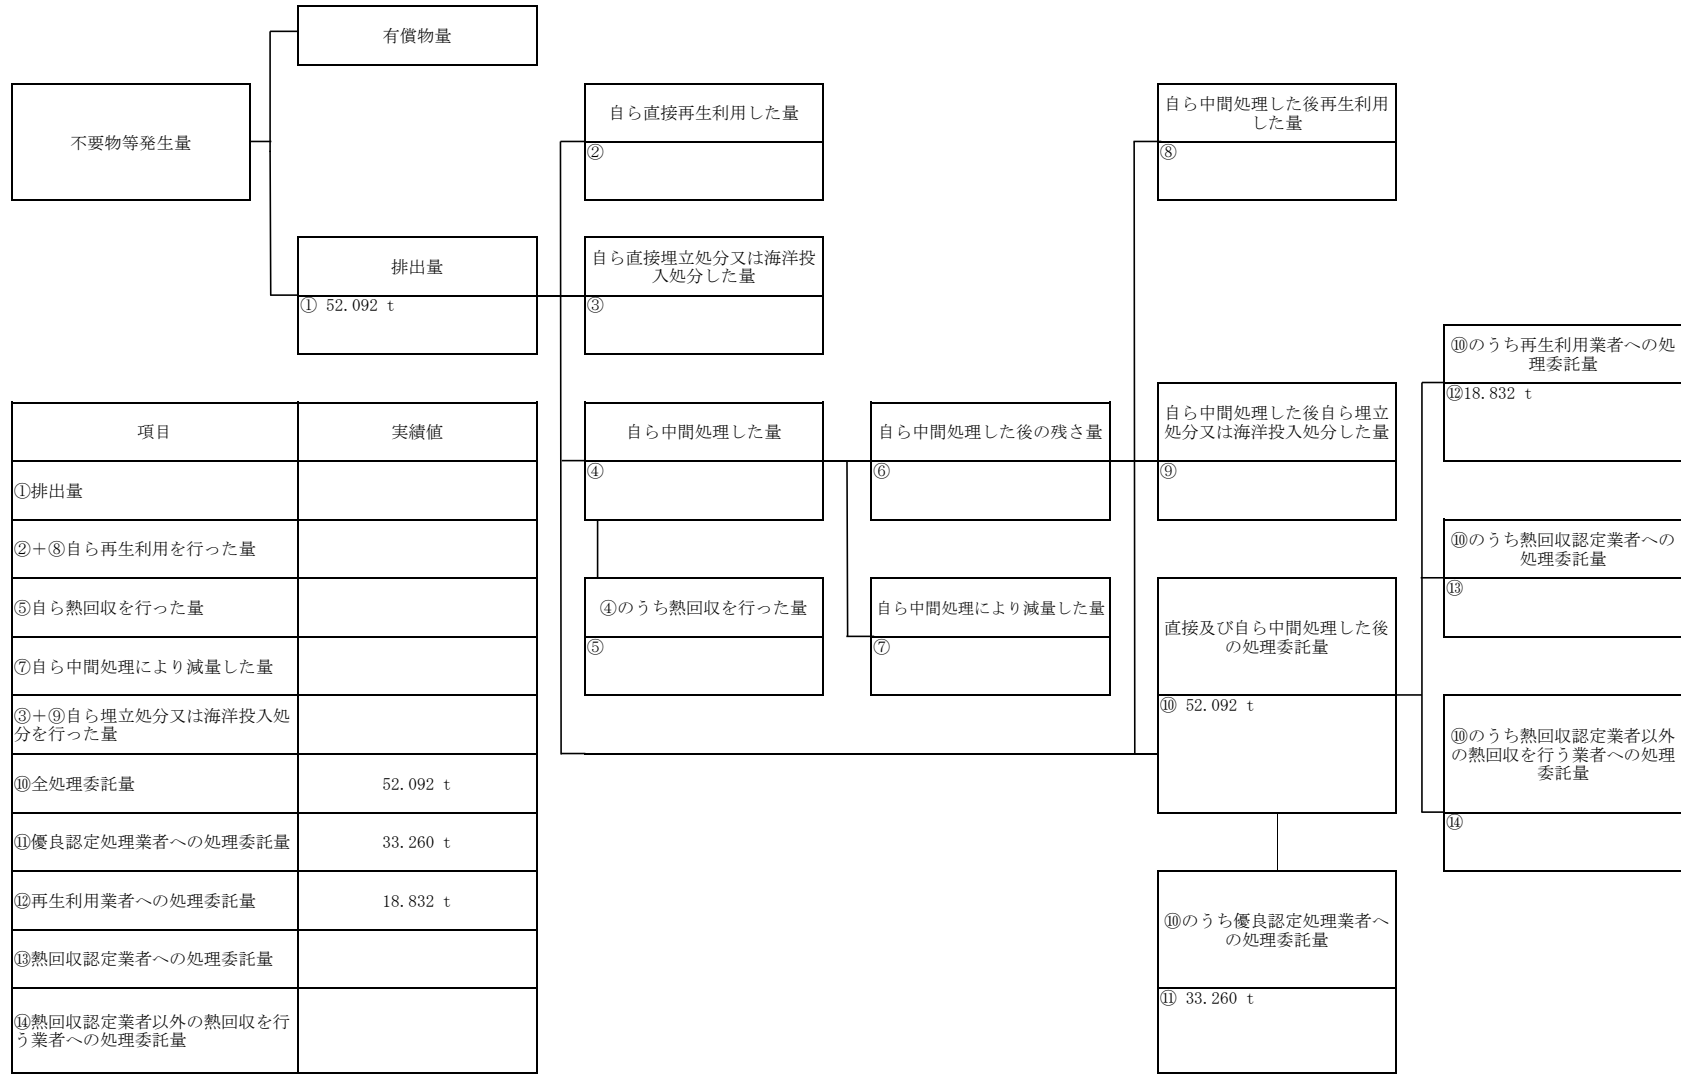 有償物量
不要物等発生量
自ら直接再生利用した量
②
自ら中間処理した後再生利用
した量
⑧
排出量
① 52.092 t
自ら直接埋立処分又は海洋投
入処分した量
③
⑩のうち再生利用業者への処
理委託量
⑫18.832 t
自ら中間処理した量
④
自ら中間処理した後の残さ量
⑥
自ら中間処理した後自ら埋立
処分又は海洋投入処分した量
⑨
⑩のうち熱回収認定業者への
処理委託量
⑬
④のうち熱回収を行った量
⑤
自ら中間処理により減量した量
⑦
直接及び自ら中間処理した後
の処理委託量
⑩ 52.092 t
⑩のうち熱回収認定業者以外
の熱回収を行う業者への処理
委託量
⑭
⑩のうち優良認定処理業者へ
の処理委託量
⑪ 33.260 t
項目 実績値
①排出量
②+⑧自ら再生利用を行った量
⑤自ら熱回収を行った量
⑦自ら中間処理により減量した量
③+⑨自ら埋立処分又は海洋投入処
分を行った量
⑩全処理委託量 52.092 t
⑪優良認定処理業者への処理委託量 33.260 t
⑫再生利用業者への処理委託量 18.832 t
⑬熱回収認定業者への処理委託量
⑭熱回収認定業者以外の熱回収を行
う業者への処理委託量